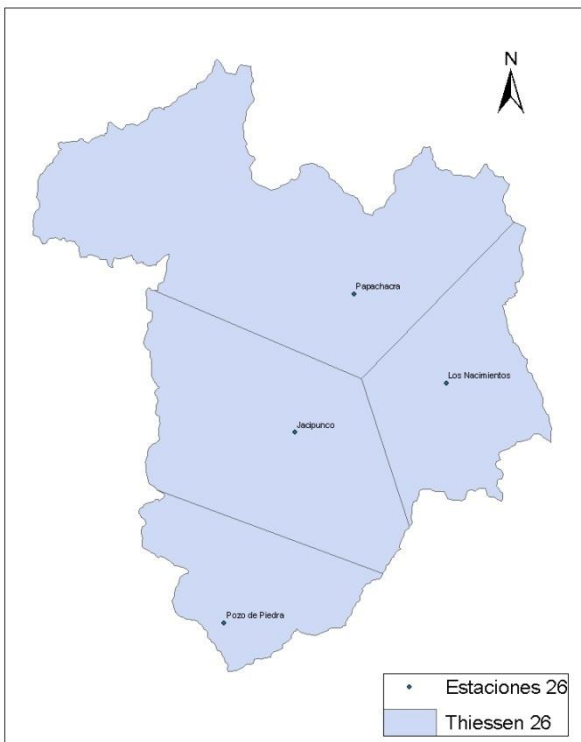 N
Papachacra
Los Nacimientos
Jacipunco
Pozo de Piedra
Estaciones 26
Thiessen 26